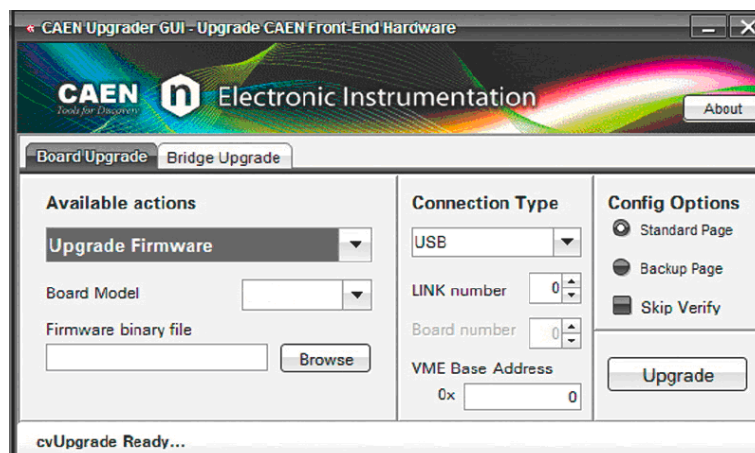 CAEN Upgrader GUI - Upgrade CAEN Front-End Hardware
CAEN n Electronic Instrumentation
Tools for Discovery
About
Board Upgrade Bridge Upgrade
Available actions
Upgrade Firmware
Board Model
Firmware binary file
Browse
Connection Type
USB
LINK number 0
Board number 0
VME Base Address
0x 0
Config Options
Standard Page
Backup Page
Skip Verify
Upgrade
cvUpgrade Ready...